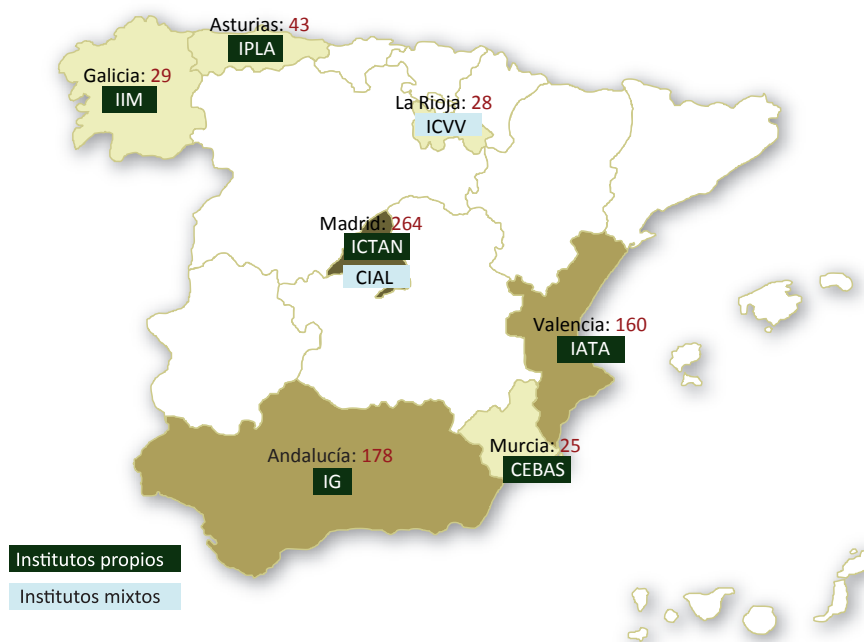 Asturias: 43
IPLA
Galicia: 29
IIM
La Rioja: 28
ICVV
Madrid: 264
ICTAN
CIAL
Valencia: 160
IATA
Murcia: 25
CEBAS
Andalucía: 178
IG
Institutos propios
Institutos mixtos